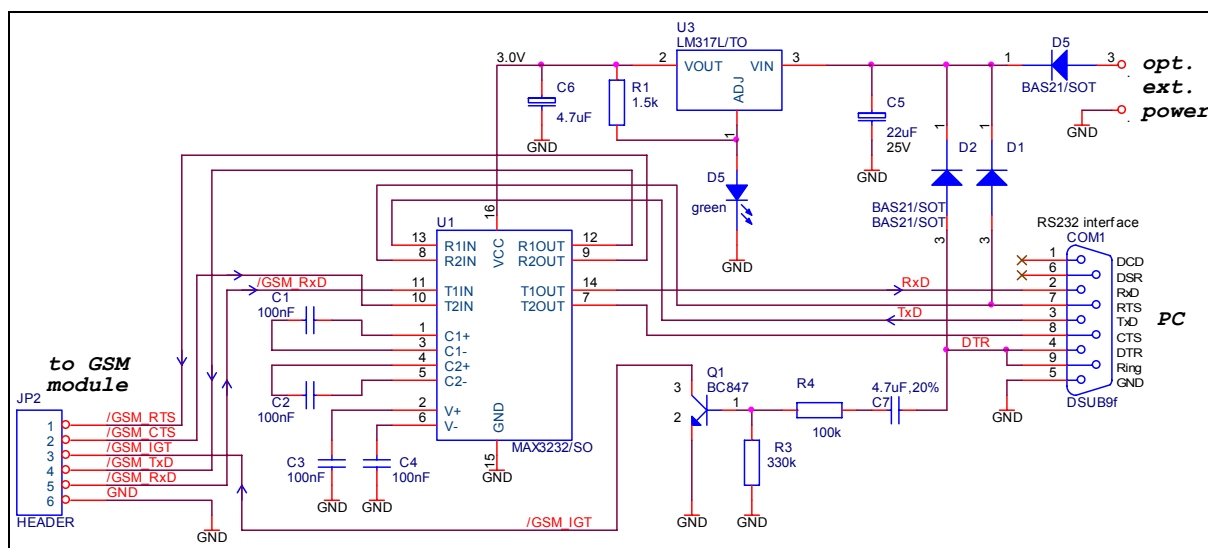 U3
LM317L/TO
3.0V
2
VOUT
VIN
3
ADJ
1
1
D5
3
BAS21/SOT
opt.
ext.
power
GND
C6
4.7uF
GND
R1
1.5k
C5
22uF
25V
GND
1
D2
1
D1
D5
green
GND
BAS21/SOT
BAS21/SOT
3
3
U1
16
VCC
13
R1IN
R1OUT
12
8
R2IN
R2OUT
9
/GSM_RxD
11
T1IN
T1OUT
14
10
T2IN
T2OUT
7
C1
100nF
1
C1+
3
C1-
4
C2+
5
C2-
C2
100nF
2
V+
6
V-
GND
15
GND
MAX3232/SO
C3
100nF
GND
C4
100nF
GND
RS232 interface
COM1
1
DCD
6
DSR
RxD
2
RxD
7
RTS
TxD
3
TxD
8
CTS
DTR
4
DTR
9
Ring
5
GND
DSUB9f
GND
PC
Q1
BC847
3
2
1
R4
100k
4.7uF,20%
C7
R3
330k
GND
GND
/GSM_IGT
to GSM
module
JP2
1
/GSM_RTS
2
/GSM_CTS
3
/GSM_IGT
4
/GSM_TxD
5
/GSM_RxD
6
GND
HEADER
GND